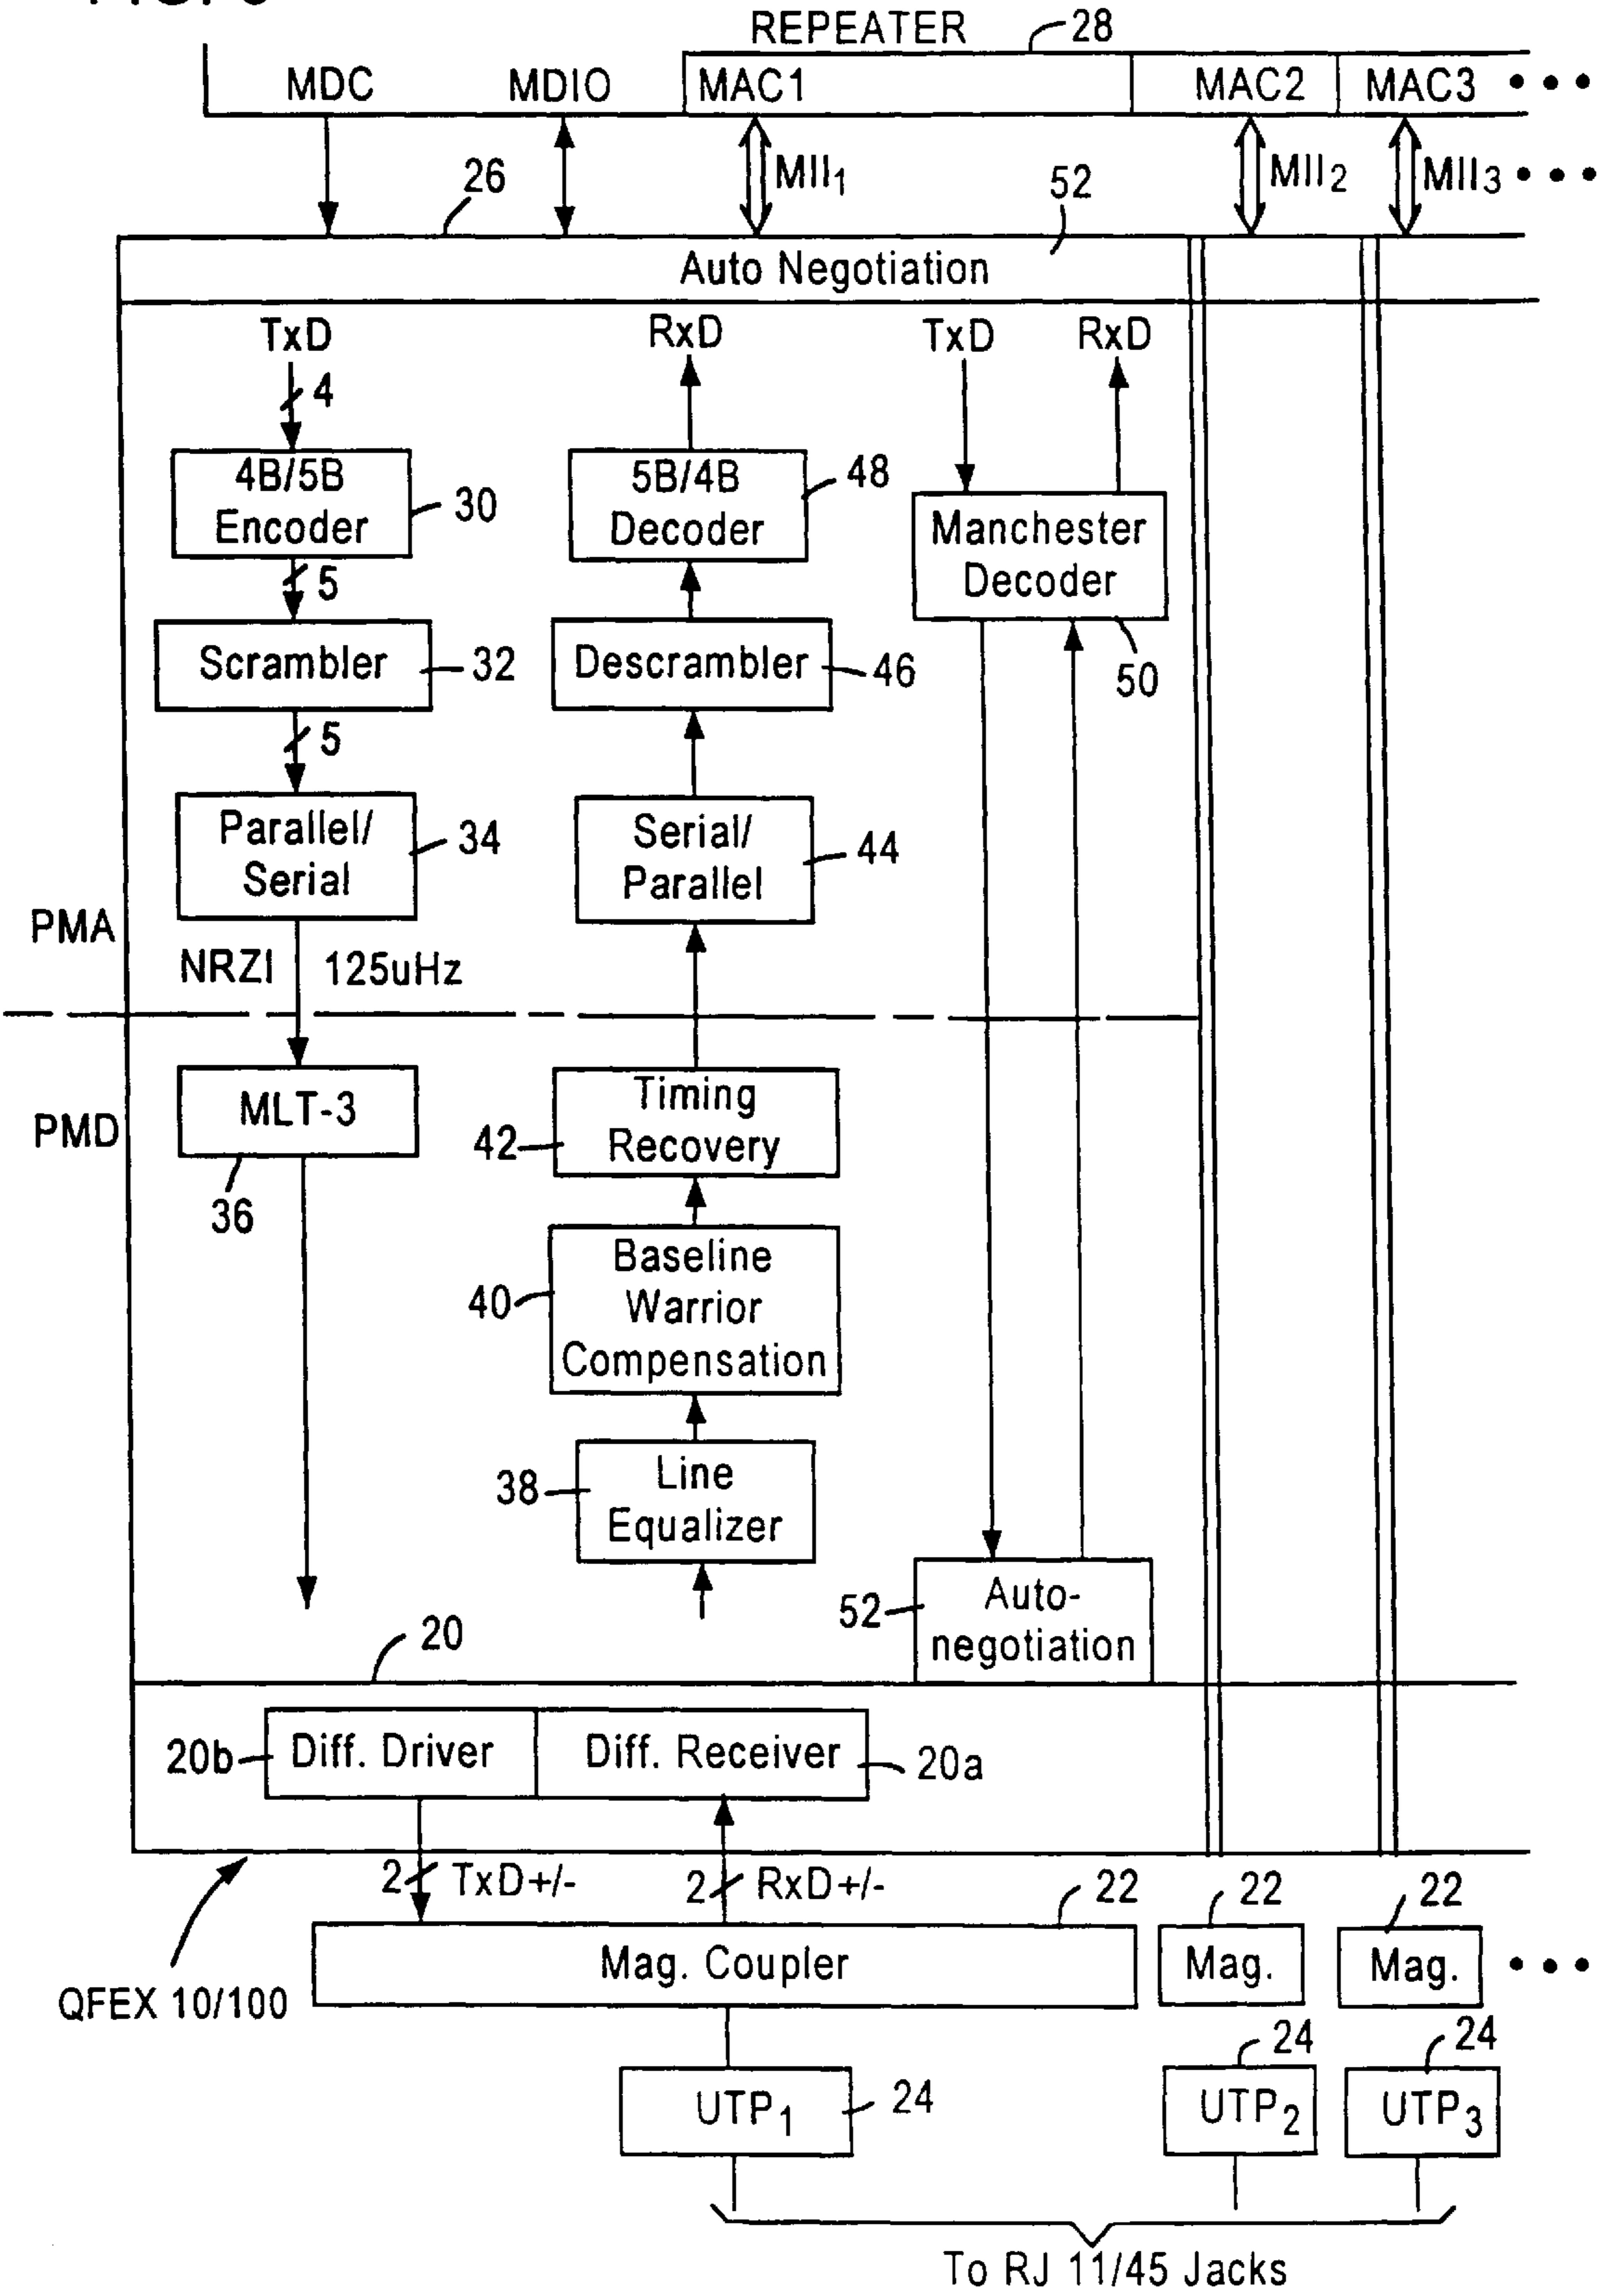 REPEATER 28
MDC MDIO MAC1 MAC2 MAC3 • • •
26 MII1 52 MII2 MII3 • • •
Auto Negotiation
TxD RxD TxD RxD
4
4B/5B
Encoder
30
5B/4B
Decoder
48
Manchester
Decoder
50
5
Scrambler 32
Descrambler 46
5
Parallel/
Serial
34
Serial/
Parallel
44
PMA
NRZI 125uHz
PMD
MLT-3
36
Timing
Recovery
42
Baseline
Warrior
Compensation
40
Line
Equalizer
38
Auto-
negotiation
52
20
20b Diff. Driver Diff. Receiver 20a
2 TxD+/- 2 RxD+/- 22 22 22
Mag. Coupler Mag. Mag. • • •
QFEX 10/100
24 24
UTP1 24 UTP2 UTP3
To RJ 11/45 Jacks